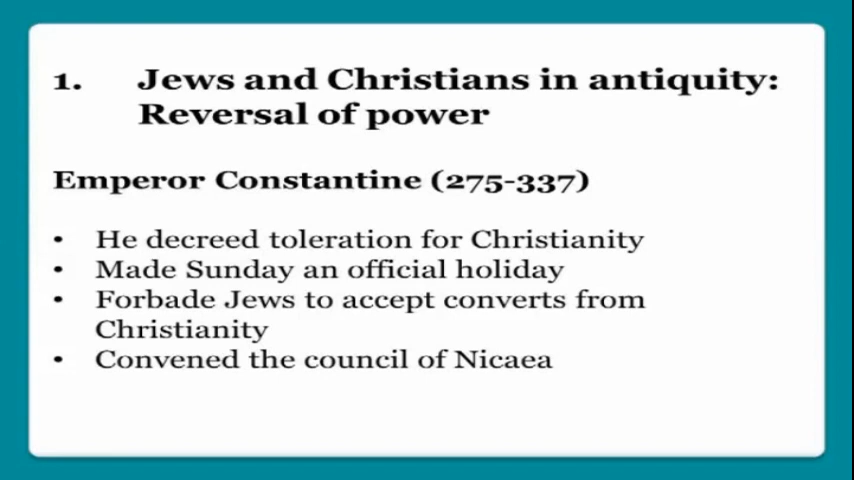 1. Jews and Christians in antiquity:
Reversal of power
Emperor Constantine (275-337)
• He decreed toleration for Christianity
• Made Sunday an official holiday
• Forbade Jews to accept converts from
Christianity
• Convened the council of Nicaea